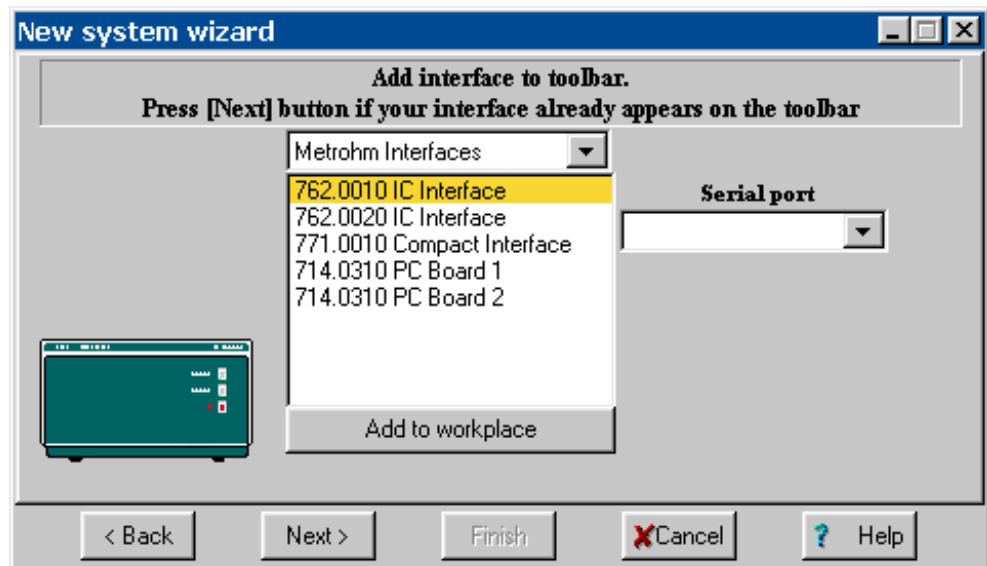 New system wizard
Add interface to toolbar.
Press [Next] button if your interface already appears on the toolbar
Metrohm Interfaces
762.0010 IC Interface
762.0020 IC Interface
771.0010 Compact Interface
714.0310 PC Board 1
714.0310 PC Board 2
Serial port
Add to workplace
< Back
Next >
Finish
Cancel
? Help